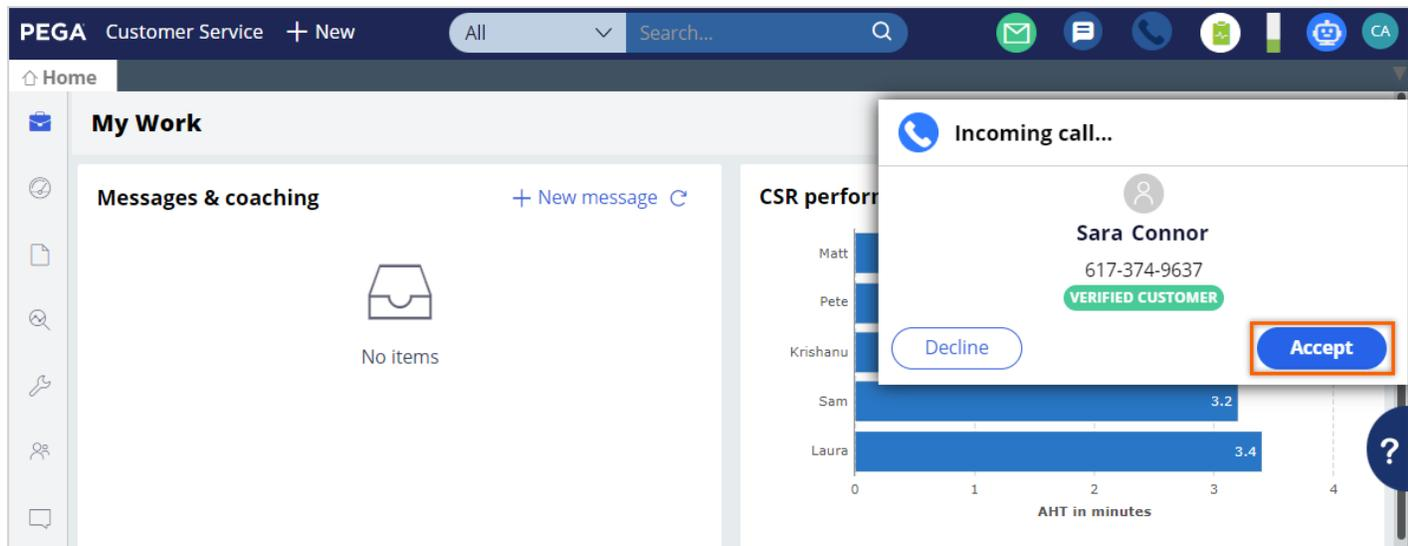 PEGA Customer Service + New All Search... CA
Home
My Work
Incoming call...
Messages & coaching + New message
CSR perfor
Sara Connor
617-374-9637
VERIFIED CUSTOMER
Decline Accept
No items
Matt
Pete
Krishanu
Sam 3.2
Laura 3.4
0 1 2 3 4
AHT in minutes
?